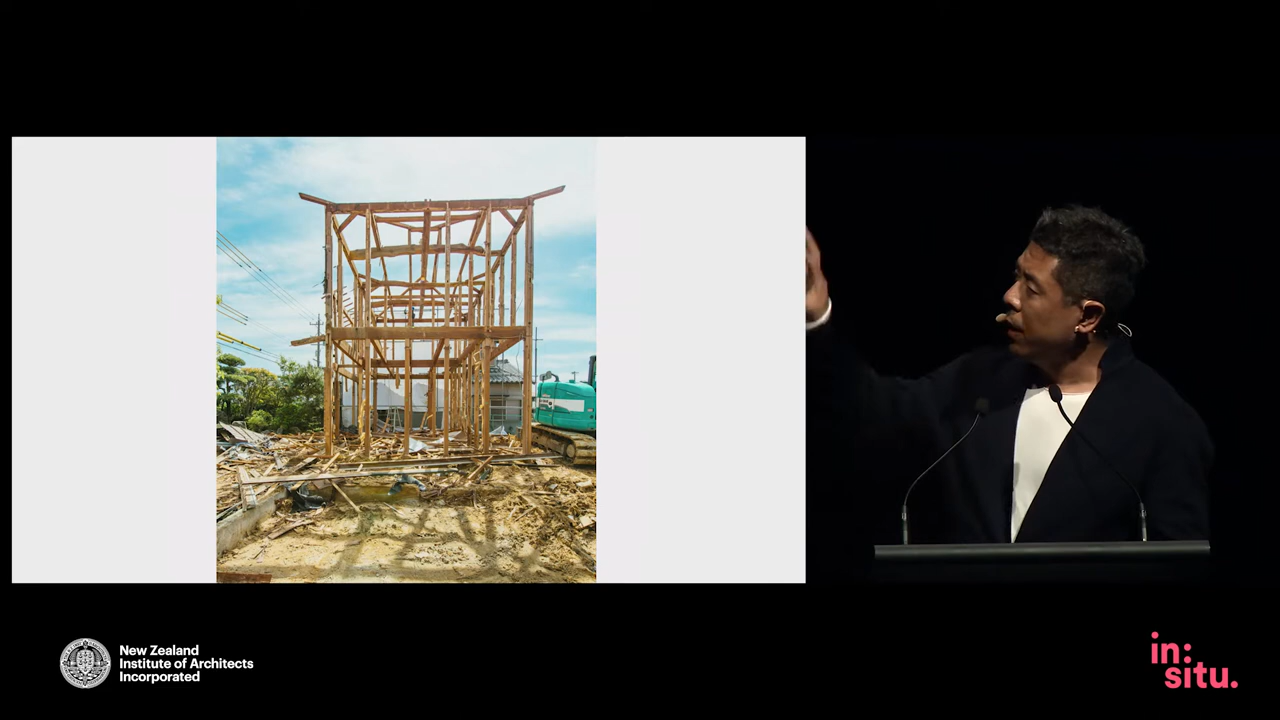 New Zealand
Institute of Architects
Incorporated
in:
situ.